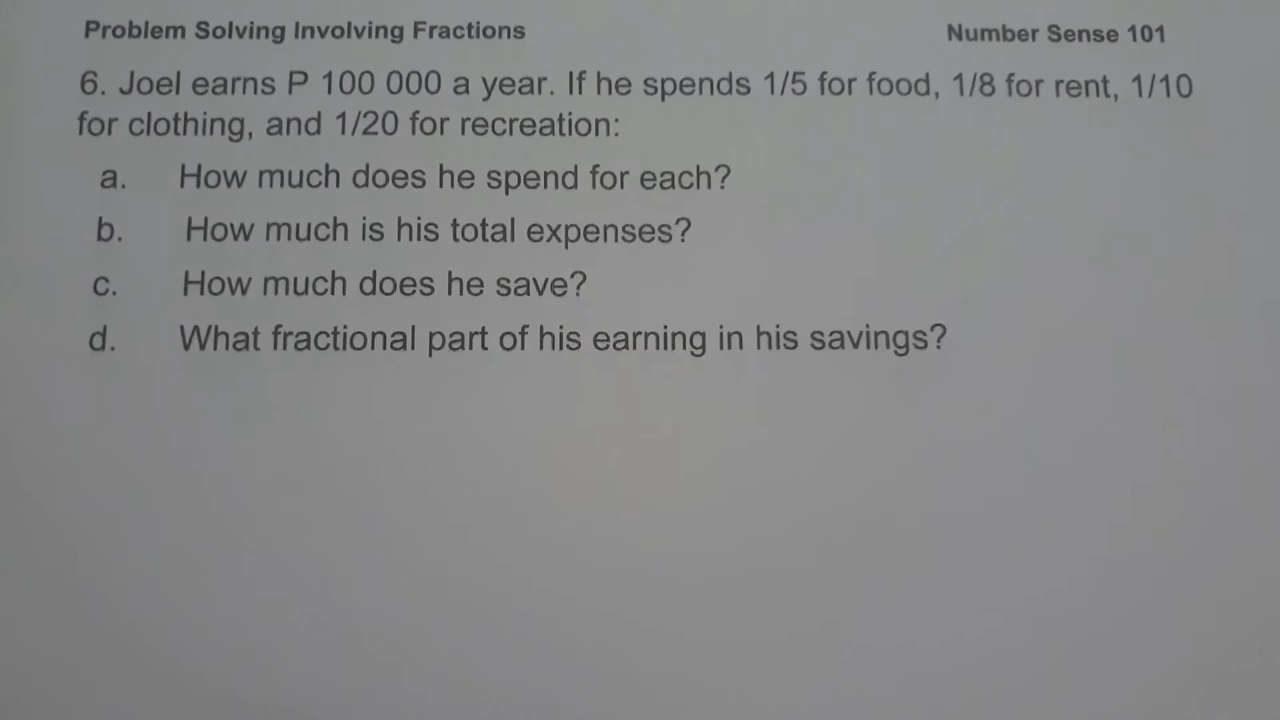 Problem Solving Involving Fractions
Number Sense 101
6. Joel earns P 100 000 a year. If he spends 1/5 for food, 1/8 for rent, 1/10
for clothing, and 1/20 for recreation:
a. How much does he spend for each?
b. How much is his total expenses?
c. How much does he save?
d. What fractional part of his earning in his savings?